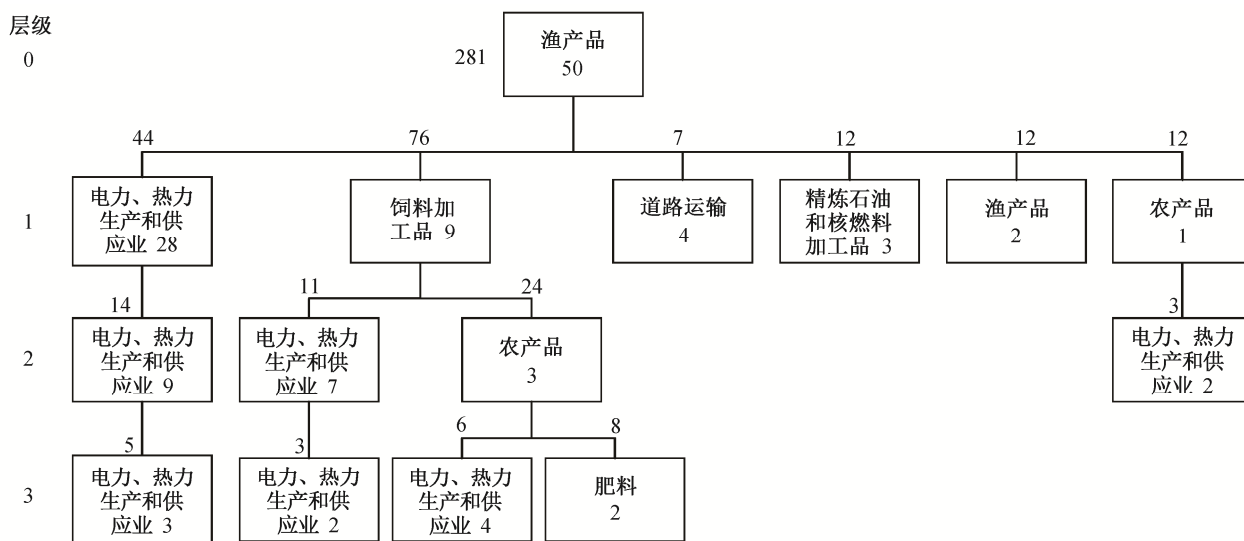 层级
0
281
渔产品
50
44
76
7
12
12
12
1
电力、热力
生产和供
应业 28
饲料加
工品 9
道路运输
4
精炼石油
和核燃料
加工品 3
渔产品
2
农产品
1
14
11
24
3
2
电力、热力
生产和供
应业 9
电力、热力
生产和供
应业 7
农产品
3
电力、热力
生产和供
应业 2
5
3
6
8
3
电力、热力
生产和供
应业 3
电力、热力
生产和供
应业 2
电力、热力
生产和供
应业 4
肥料
2